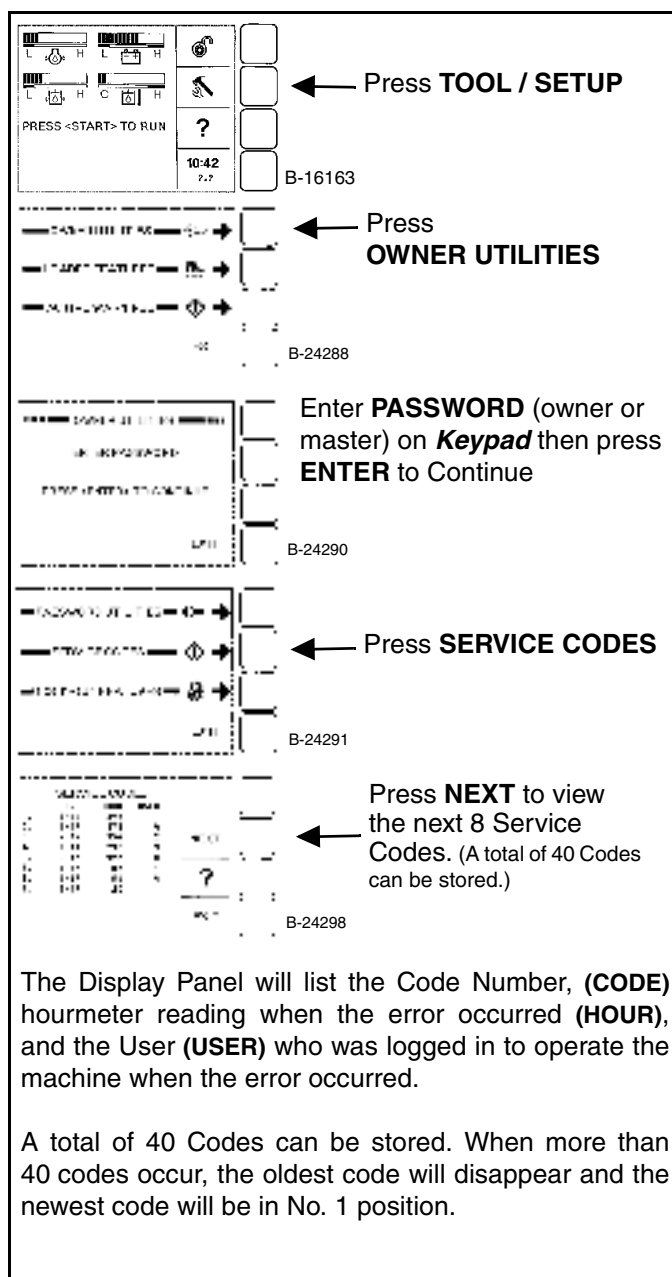 L H L H
L H C H
PRESS <START> TO RUN
?
10:42
Press TOOL / SETUP
B-16163
Press
OWNER UTILITIES
B-24288
Enter PASSWORD (owner or
master) on Keypad then press
ENTER to Continue
B-24290
Press SERVICE CODES
B-24291
Press NEXT to view
the next 8 Service
Codes. (A total of 40 Codes
can be stored.)
?
B-24298
The Display Panel will list the Code Number, (CODE)
hourmeter reading when the error occurred (HOUR),
and the User (USER) who was logged in to operate the
machine when the error occurred.
A total of 40 Codes can be stored. When more than
40 codes occur, the oldest code will disappear and the
newest code will be in No. 1 position.